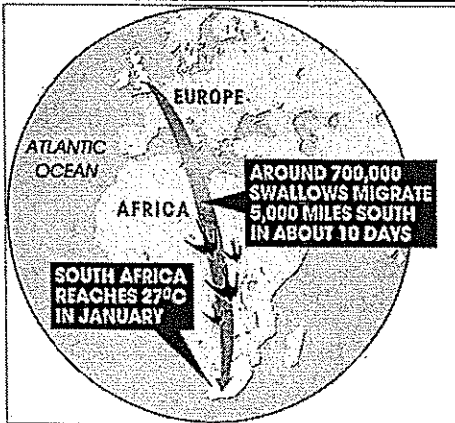 EUROPE
ATLANTIC
OCEAN
AROUND 700,000
SWALLOWS MIGRATE
5,000 MILES SOUTH
IN ABOUT 10 DAYS
AFRICA
SOUTH AFRICA
REACHES 27ºC
IN JANUARY